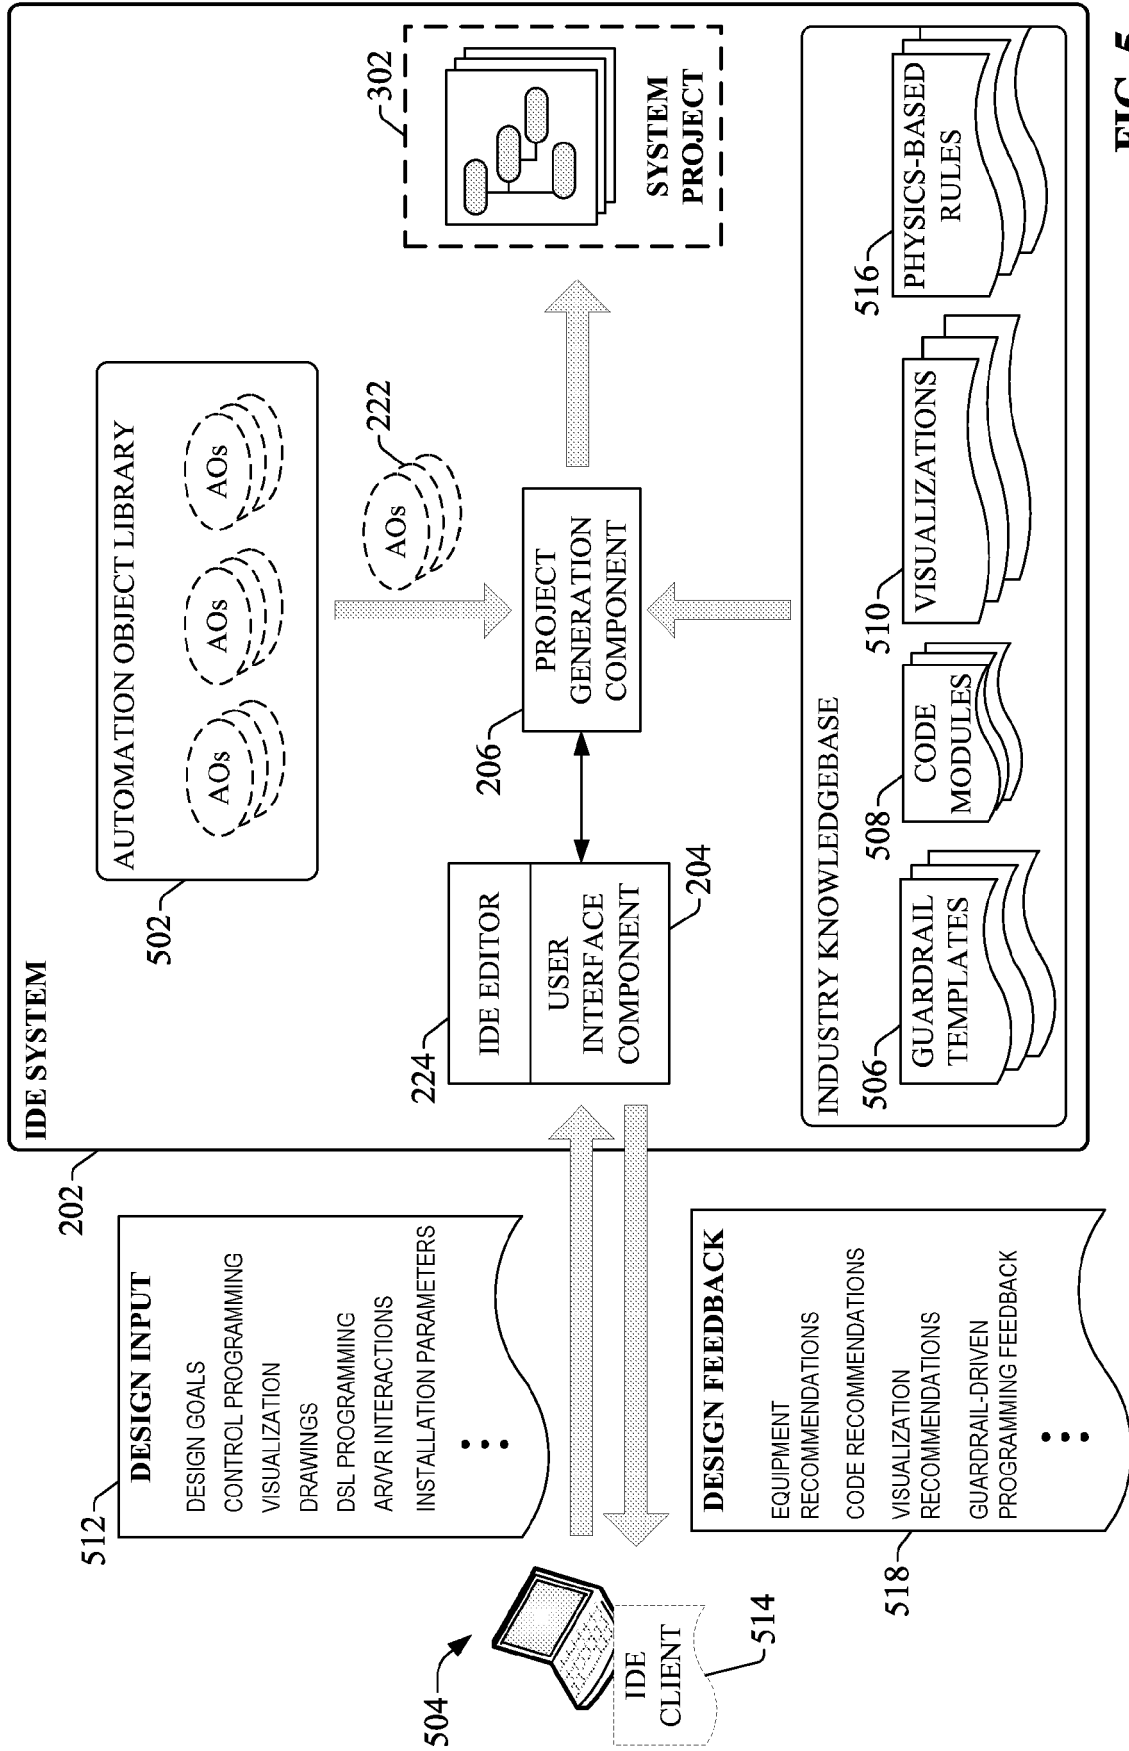 202
IDE SYSTEM
502
AUTOMATION OBJECT LIBRARY
AOs
AOs
AOs
302
SYSTEM
PROJECT
AOs
222
512
DESIGN INPUT
DESIGN GOALS
CONTROL PROGRAMMING
VISUALIZATION
DRAWINGS
DSL PROGRAMMING
AR/VR INTERACTIONS
INSTALLATION PARAMETERS
224
IDE EDITOR
USER
INTERFACE
COMPONENT
204
206
PROJECT
GENERATION
COMPONENT
504
IDE
CLIENT
514
DESIGN FEEDBACK
EQUIPMENT
RECOMMENDATIONS
CODE RECOMMENDATIONS
VISUALIZATION
RECOMMENDATIONS
GUARDRAIL-DRIVEN
PROGRAMMING FEEDBACK
518
INDUSTRY KNOWLEDGEBASE
506
GUARDRAIL
TEMPLATES
508
CODE
MODULES
510
VISUALIZATIONS
516
PHYSICS-BASED
RULES
FIG. 5